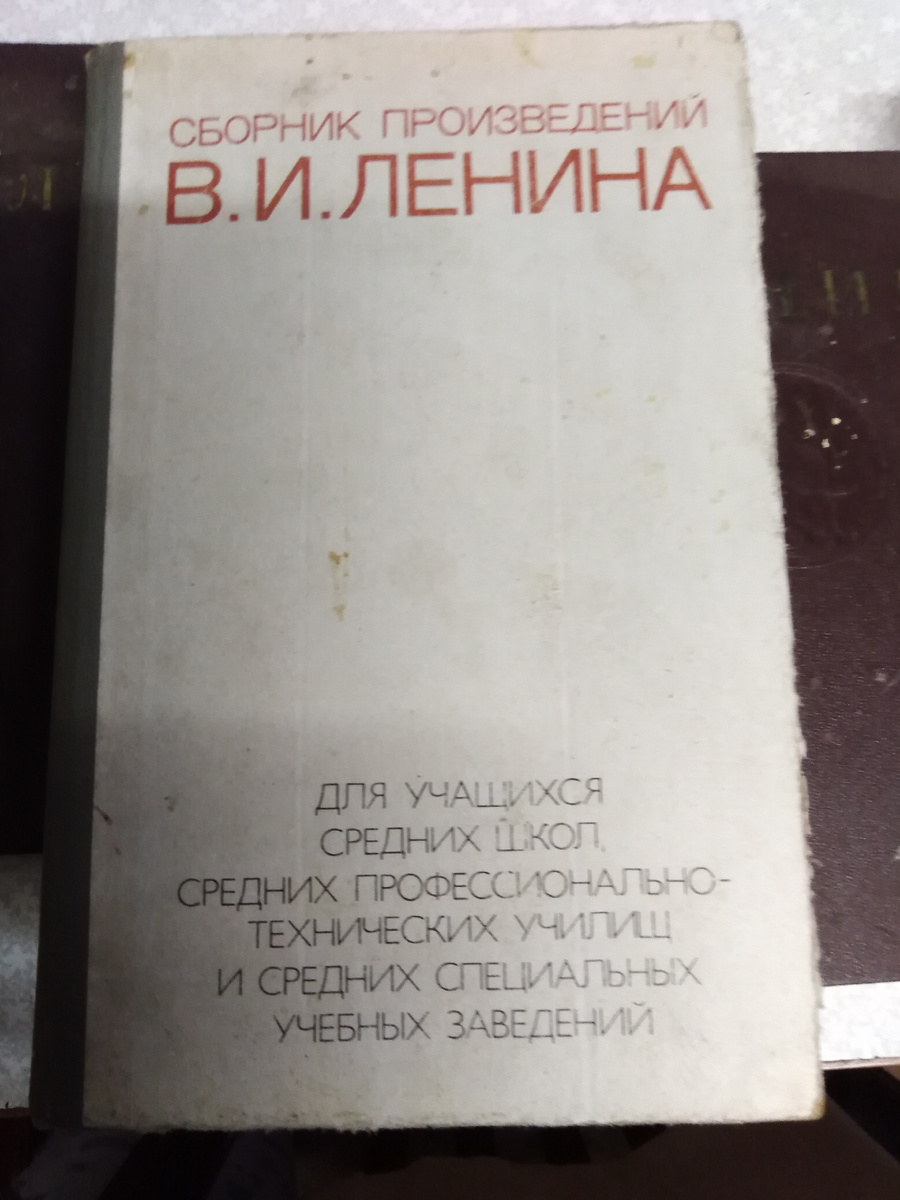 СБОРНИК ПРОИЗВЕДЕНИЙ
В. И. ЛЕНИНА
ДЛЯ УЧАЩИХСЯ
СРЕДНИХ ШКОЛ,
СРЕДНИХ ПРОФЕССИОНАЛЬНО-
ТЕХНИЧЕСКИХ УЧИЛИЩ
И СРЕДНИХ СПЕЦИАЛЬНЫХ
УЧЕБНЫХ ЗАВЕДЕНИЙ